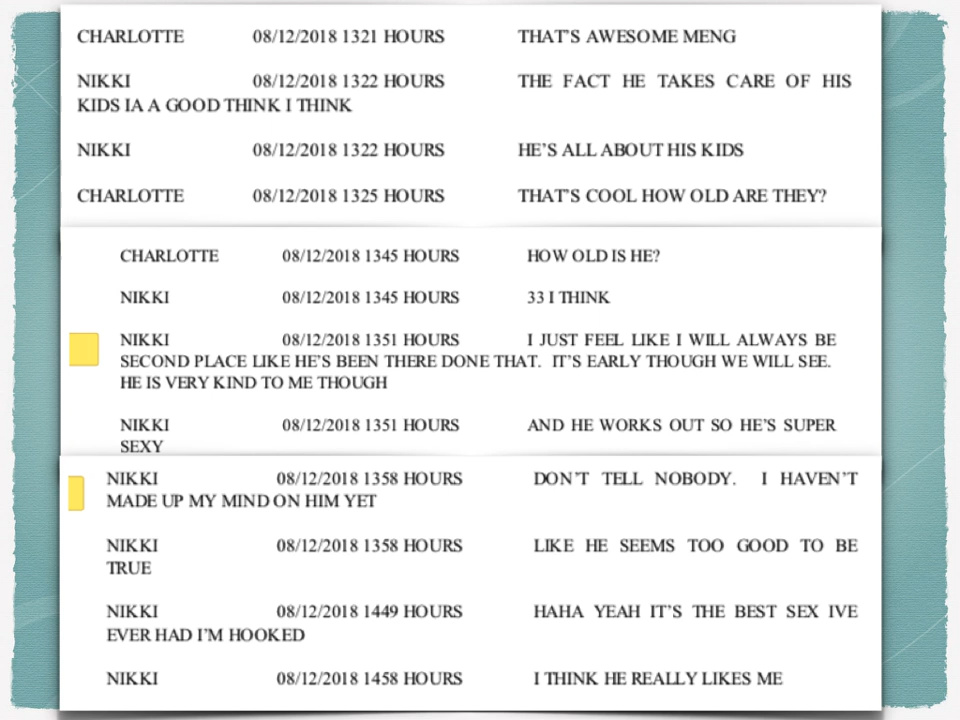 CHARLOTTE 08/12/2018 1321 HOURS THAT'S AWESOME MENG
NIKKI 08/12/2018 1322 HOURS THE FACT HE TAKES CARE OF HIS
KIDS IA A GOOD THINK I THINK
NIKKI 08/12/2018 1322 HOURS HE'S ALL ABOUT HIS KIDS
CHARLOTTE 08/12/2018 1325 HOURS THAT'S COOL HOW OLD ARE THEY?
CHARLOTTE 08/12/2018 1345 HOURS HOW OLD IS HE?
NIKKI 08/12/2018 1345 HOURS 33 I THINK
NIKKI 08/12/2018 1351 HOURS I JUST FEEL LIKE I WILL ALWAYS BE
SECOND PLACE LIKE HE'S BEEN THERE DONE THAT. IT'S EARLY THOUGH WE WILL SEE.
HE IS VERY KIND TO ME THOUGH
NIKKI 08/12/2018 1351 HOURS AND HE WORKS OUT SO HE'S SUPER
SEXY
NIKKI 08/12/2018 1358 HOURS DON'T TELL NOBODY. I HAVEN'T
MADE UP MY MIND ON HIM YET
NIKKI 08/12/2018 1358 HOURS LIKE HE SEEMS TOO GOOD TO BE
TRUE
NIKKI 08/12/2018 1449 HOURS HAHA YEAH IT'S THE BEST SEX IVE
EVER HAD I'M HOOKED
NIKKI 08/12/2018 1458 HOURS I THINK HE REALLY LIKES ME